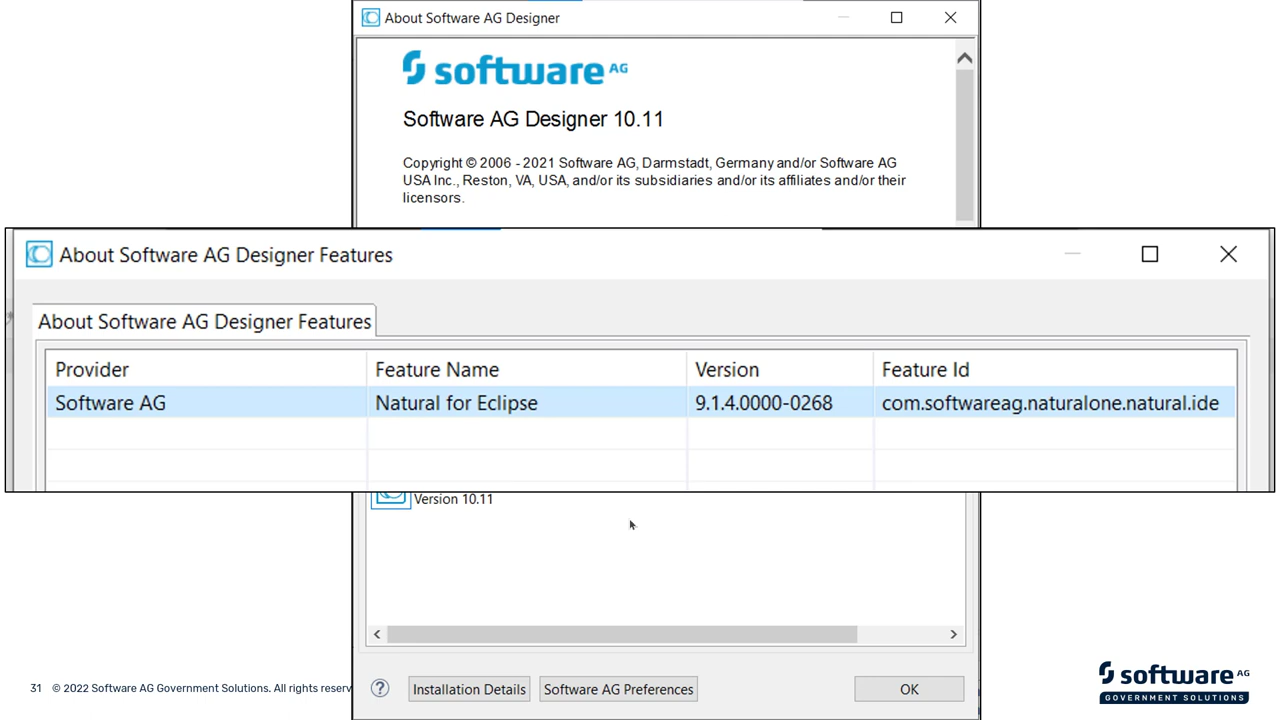 About Software AG Designer
software AG
Software AG Designer 10.11
Copyright © 2006 - 2021 Software AG, Darmstadt, Germany and/or Software AG
USA Inc., Reston, VA, USA, and/or its subsidiaries and/or its affiliates and/or their
licensors.
About Software AG Designer Features
About Software AG Designer Features
Provider Feature Name Version Feature Id
Software AG Natural for Eclipse 9.1.4.0000-0268 com.softwareag.naturalone.natural.ide
Version 10.11
Installation Details Software AG Preferences OK
31 © 2022 Software AG Government Solutions. All rights reserv
software AG
GOVERNMENT SOLUTIONS